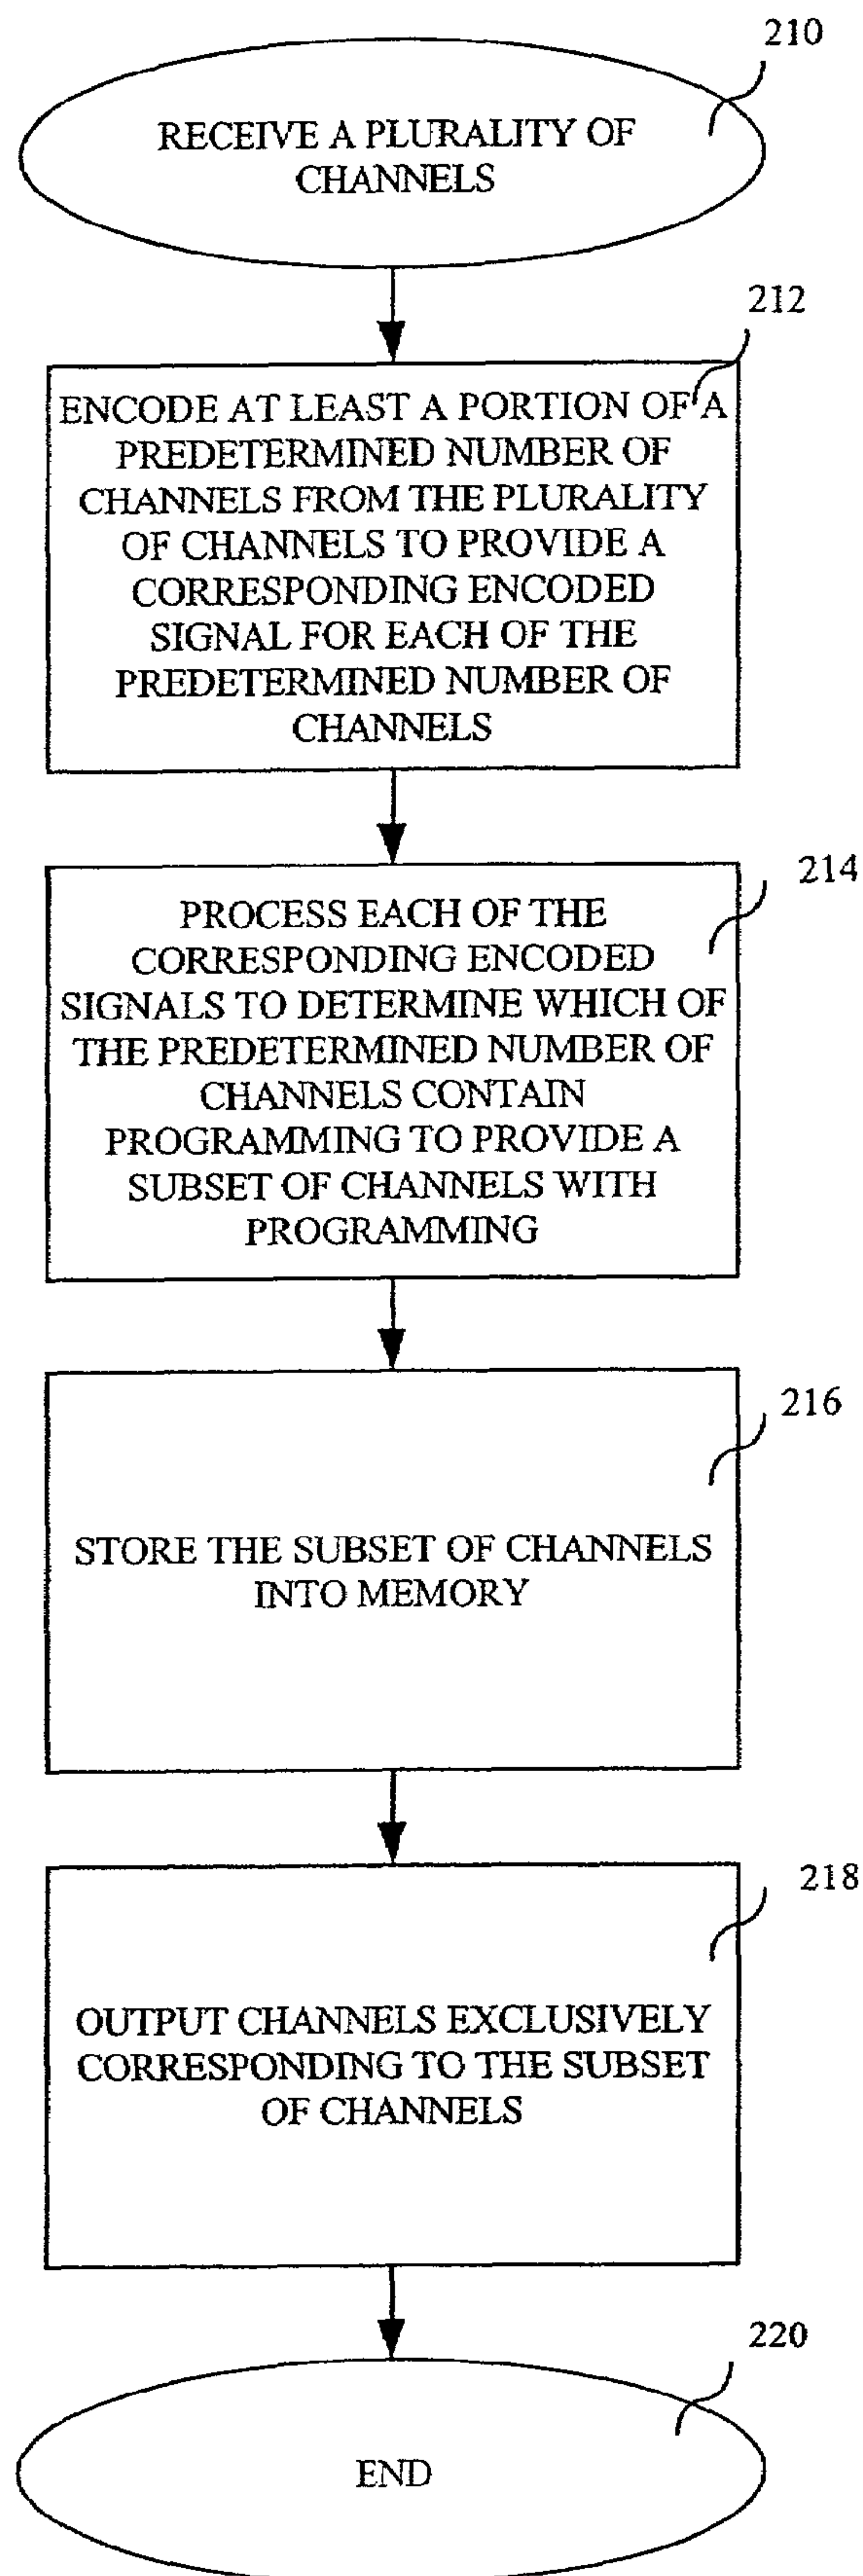 210
RECEIVE A PLURALITY OF
CHANNELS
212
ENCODE AT LEAST A PORTION OF A
PREDETERMINED NUMBER OF
CHANNELS FROM THE PLURALITY
OF CHANNELS TO PROVIDE A
CORRESPONDING ENCODED
SIGNAL FOR EACH OF THE
PREDETERMINED NUMBER OF
CHANNELS
214
PROCESS EACH OF THE
CORRESPONDING ENCODED
SIGNALS TO DETERMINE WHICH OF
THE PREDETERMINED NUMBER OF
CHANNELS CONTAIN
PROGRAMMING TO PROVIDE A
SUBSET OF CHANNELS WITH
PROGRAMMING
216
STORE THE SUBSET OF CHANNELS
INTO MEMORY
218
OUTPUT CHANNELS EXCLUSIVELY
CORRESPONDING TO THE SUBSET
OF CHANNELS
220
END